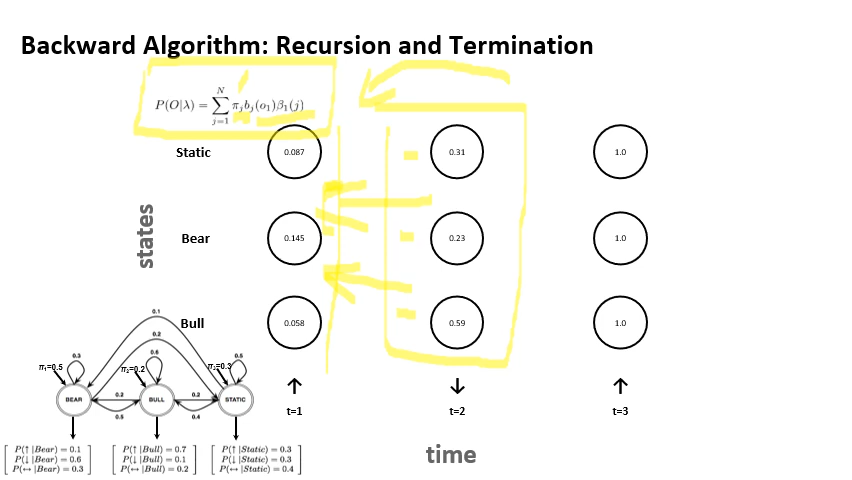 Backward Algorithm: Recursion and Termination
P(O|λ) = ∑_{j=1}^{N} π_j b_j(o_1)β_1(j)
Static
0.087
0.31
1.0
states
Bear
0.145
0.23
1.0
Bull
0.058
0.59
1.0
↑
↓
↑
t=1
t=2
t=3
time
0.1
0.2
0.3
0.6
0.5
π₁=0.5
π₂=0.2
π₃=0.3
BEAR
0.2
BULL
0.2
STATIC
0.5
0.4
P(↑ |Bear) = 0.1
P(↓ |Bear) = 0.6
P(↔ |Bear) = 0.3
P(↑ |Bull) = 0.7
P(↓ |Bull) = 0.1
P(↔ |Bull) = 0.2
P(↑ |Static) = 0.3
P(↓ |Static) = 0.3
P(↔ |Static) = 0.4